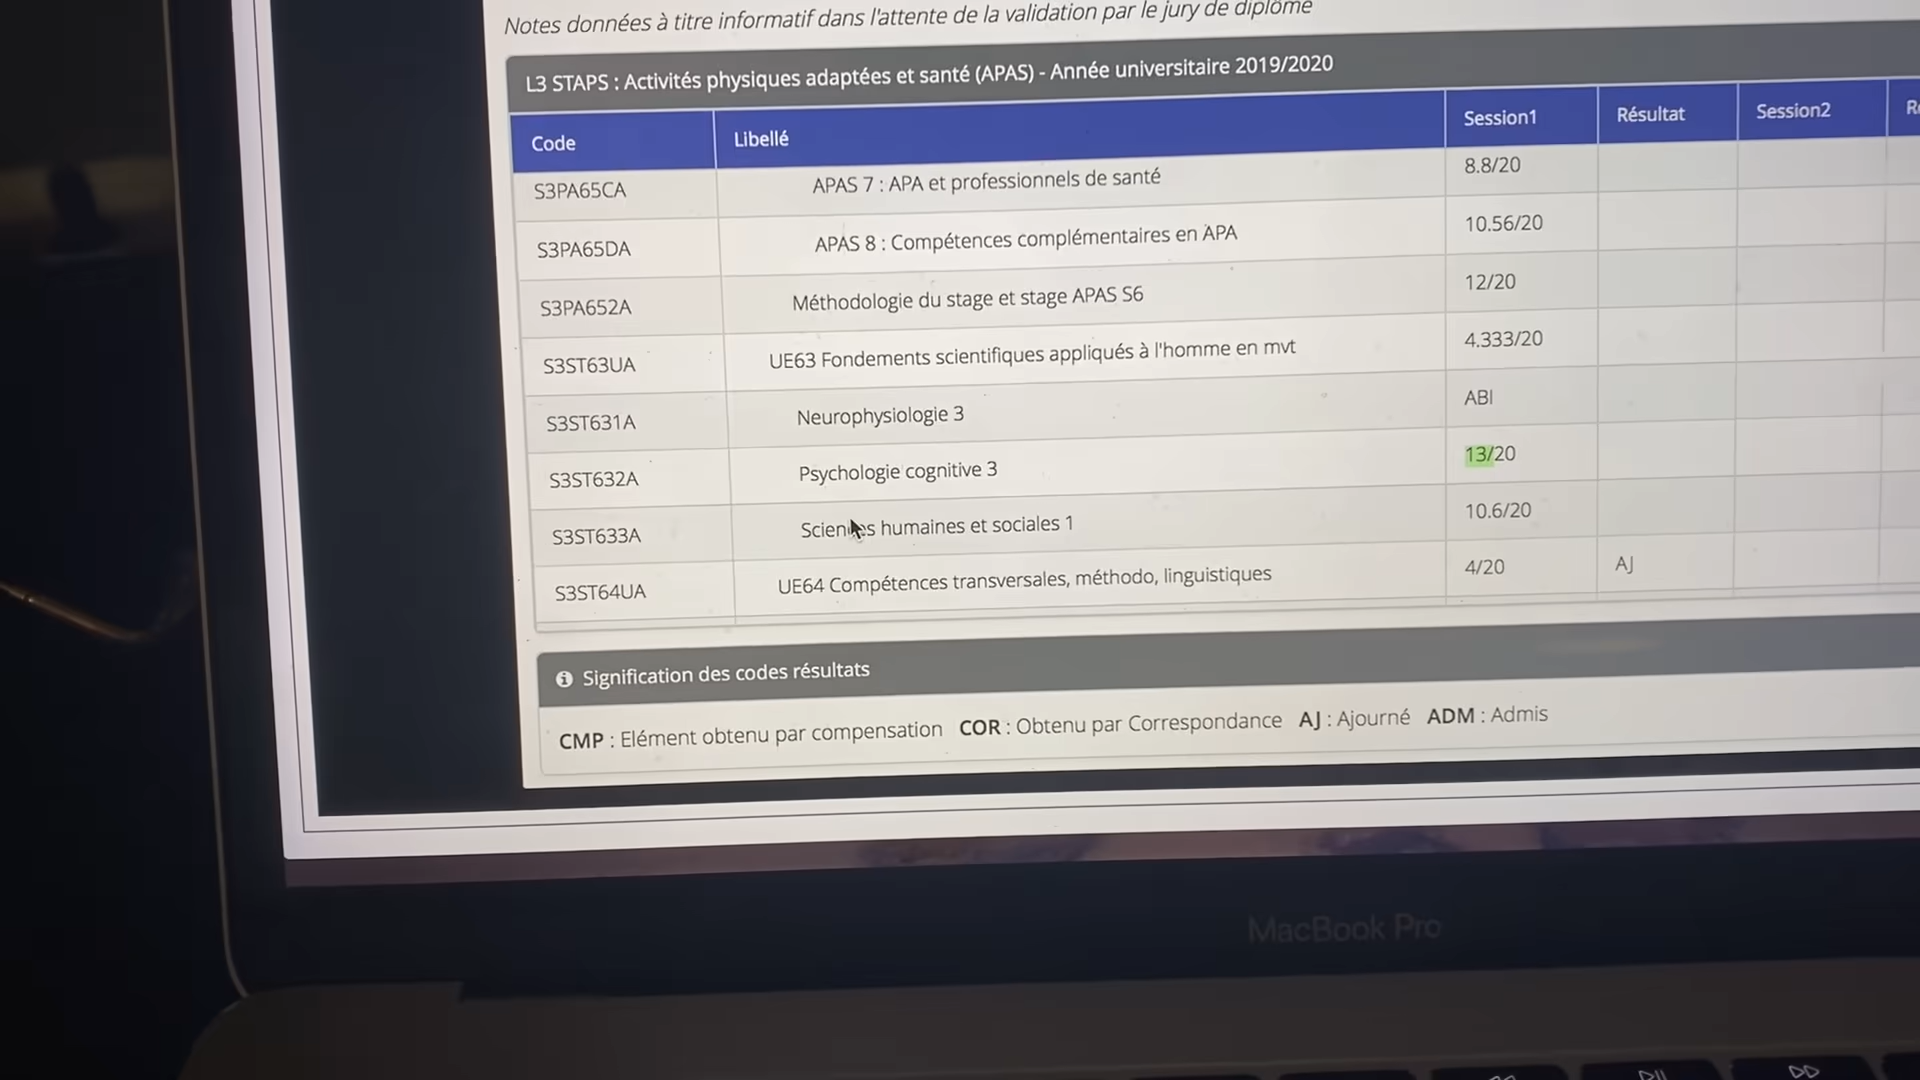 Notes données à titre informatif dans l'attente de la validation par le jury de diplôme
L3 STAPS : Activités physiques adaptées et santé (APAS) - Année universitaire 2019/2020
Code Libellé Session1 Résultat Session2
S3PA65CA APAS 7 : APA et professionnels de santé 8.8/20
S3PA65DA APAS 8 : Compétences complémentaires en APA 10.56/20
S3PA652A Méthodologie du stage et stage APAS S6 12/20
S3ST63UA UE63 Fondements scientifiques appliqués à l'homme en mvt 4.333/20
S3ST631A Neurophysiologie 3 ABI
S3ST632A Psychologie cognitive 3 13/20
S3ST633A Sciences humaines et sociales 1 10.6/20
S3ST64UA UE64 Compétences transversales, méthodo, linguistiques 4/20 AJ
Signification des codes résultats
CMP : Elément obtenu par compensation COR : Obtenu par Correspondance AJ : Ajourné ADM : Admis
MacBook Pro